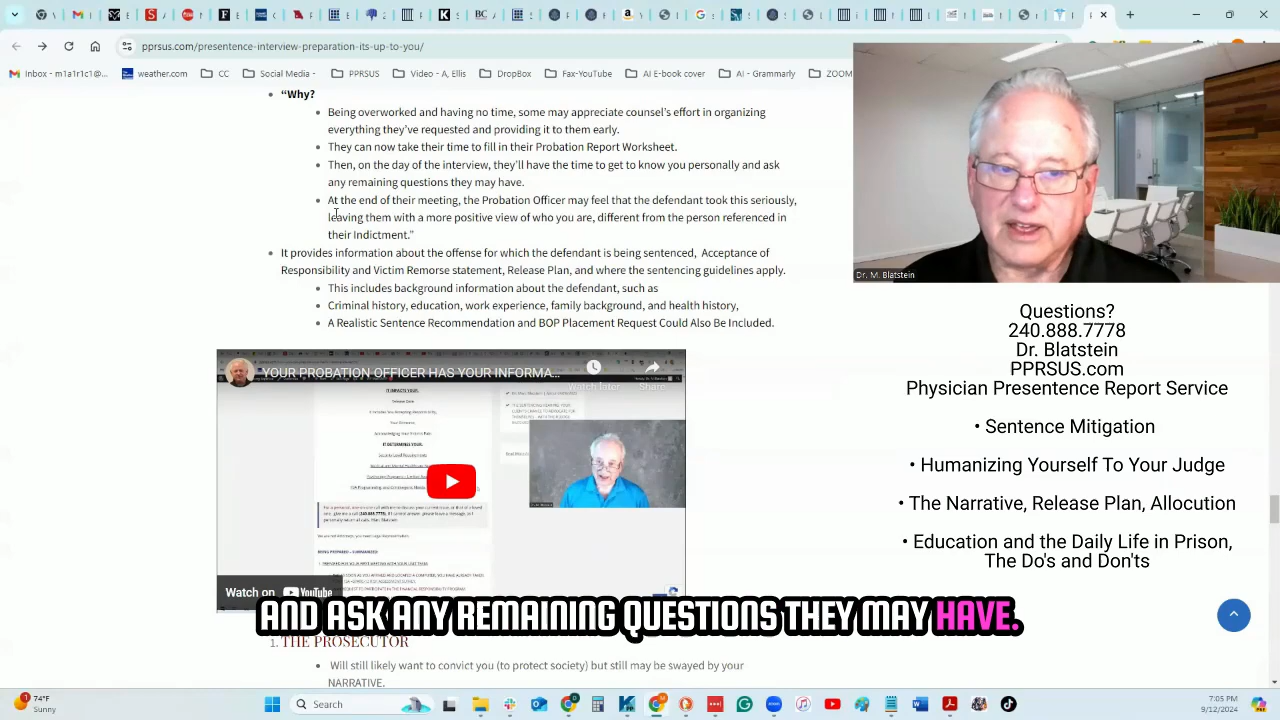 pprsus.com/presentence-interview-preparation-its-up-to-you/
Inbox - m1a1r1c1@...
weather.com
CC
Social Media -
PPRSUS
Video - A, Ellis
DropBox
Fax-YouTube
AI E-book cover
AI - Grammarly
ZOOM
“Why?
Being overworked and having no time, some may appreciate counsel’s effort in organizing
everything they’ve requested and providing it to them early.
They can now take their time to fill in their Probation Report Worksheet.
Then, on the day of the interview, they’ll have the time to get to know you personally and ask
any remaining questions they may have.
At the end of their meeting, the Probation Officer may feel that the defendant took this seriously,
leaving them with a more positive view of who you are, different from the person referenced in
their Indictment.”
It provides information about the offense for which the defendant is being sentenced, Acceptance of
Responsibility and Victim Remorse statement, Release Plan, and where the sentencing guidelines apply.
This includes background information about the defendant, such as
Criminal history, education, work experience, family background, and health history,
A Realistic Sentence Recommendation and BOP Placement Request Could Also Be Included.
Dr. M. Blatstein
Questions?
240.888.7778
Dr. Blatstein
PPRSUS.com
Physician Presentence Report Service
• Sentence Mitigation
• Humanizing Yourself To Your Judge
• The Narrative, Release Plan, Allocution
• Education and the Daily Life in Prison,
The Do's and Don'ts
YOUR PROBATION OFFICER HAS YOUR INFORMA...
Watch later
Share
IT IMPACTS YOUR
IT DETERMINES YOUR
BEING PREPARED – SUMMARIZED
Watch on YouTube
AND ASK ANY REMAINING QUESTIONS THEY MAY HAVE.
1. THE PROSECUTOR
Will still likely want to convict you (to protect society) but still may be swayed by your
NARRATIVE.
74°F
Sunny
Search
7:05 PM
9/12/2024